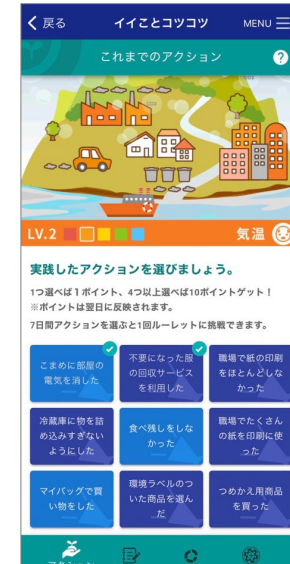 戻る イイことコツコツ MENU
これまでのアクション ?
LV.2 気温
実践したアクションを選びましょう。
1つ選べば1ポイント、4つ以上選べば10ポイントゲット！
※ポイントは翌日に反映されます。
7日間アクションを選ぶと1回ルーレットに挑戦できます。
こまめに部屋の
電気を消した
不要になった服
の回収サービス
を利用した
職場で紙の印刷
をほとんどしな
かった
冷蔵庫に物を詰
め込みすぎない
ようにした
食べ残しをしな
かった
職場でたくさん
の紙を印刷に使
った
マイバッグで買
い物をした
環境ラベルのつ
いた商品を選ん
だ
つめかえ用商品
を買った
アクション